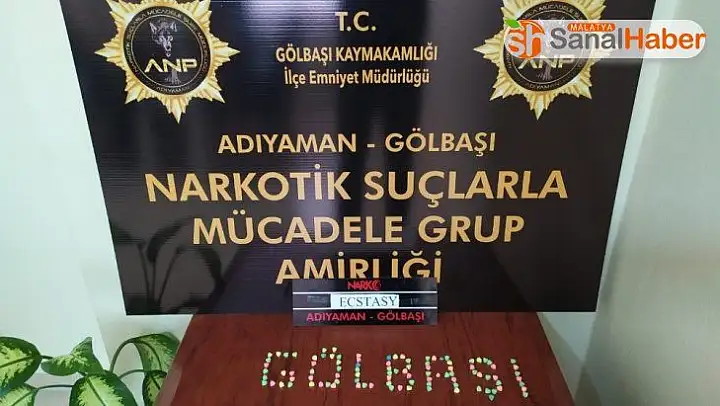 MALATYA
SH SanalHaber
ANP
ANP
T.C.
GÖLBAŞI KAYMAKAMLIĞI
İlçe Emniyet Müdürlüğü
ADIYAMAN - GÖLBAŞI
NARKOTİK SUÇLARLA
MÜCADELE GRUP
AMİRLİĞİ
NARKO
ECSTASY
ADIYAMAN - GÖLBAŞI
GÖLBAŞI